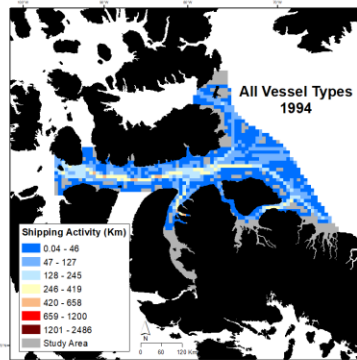 All Vessel Types
1994
Shipping Activity (Km)
0.04 - 46
47 - 127
128 - 245
246 - 419
420 - 658
659 - 1200
1201 - 2486
Study Area
N
0
60
120 Km